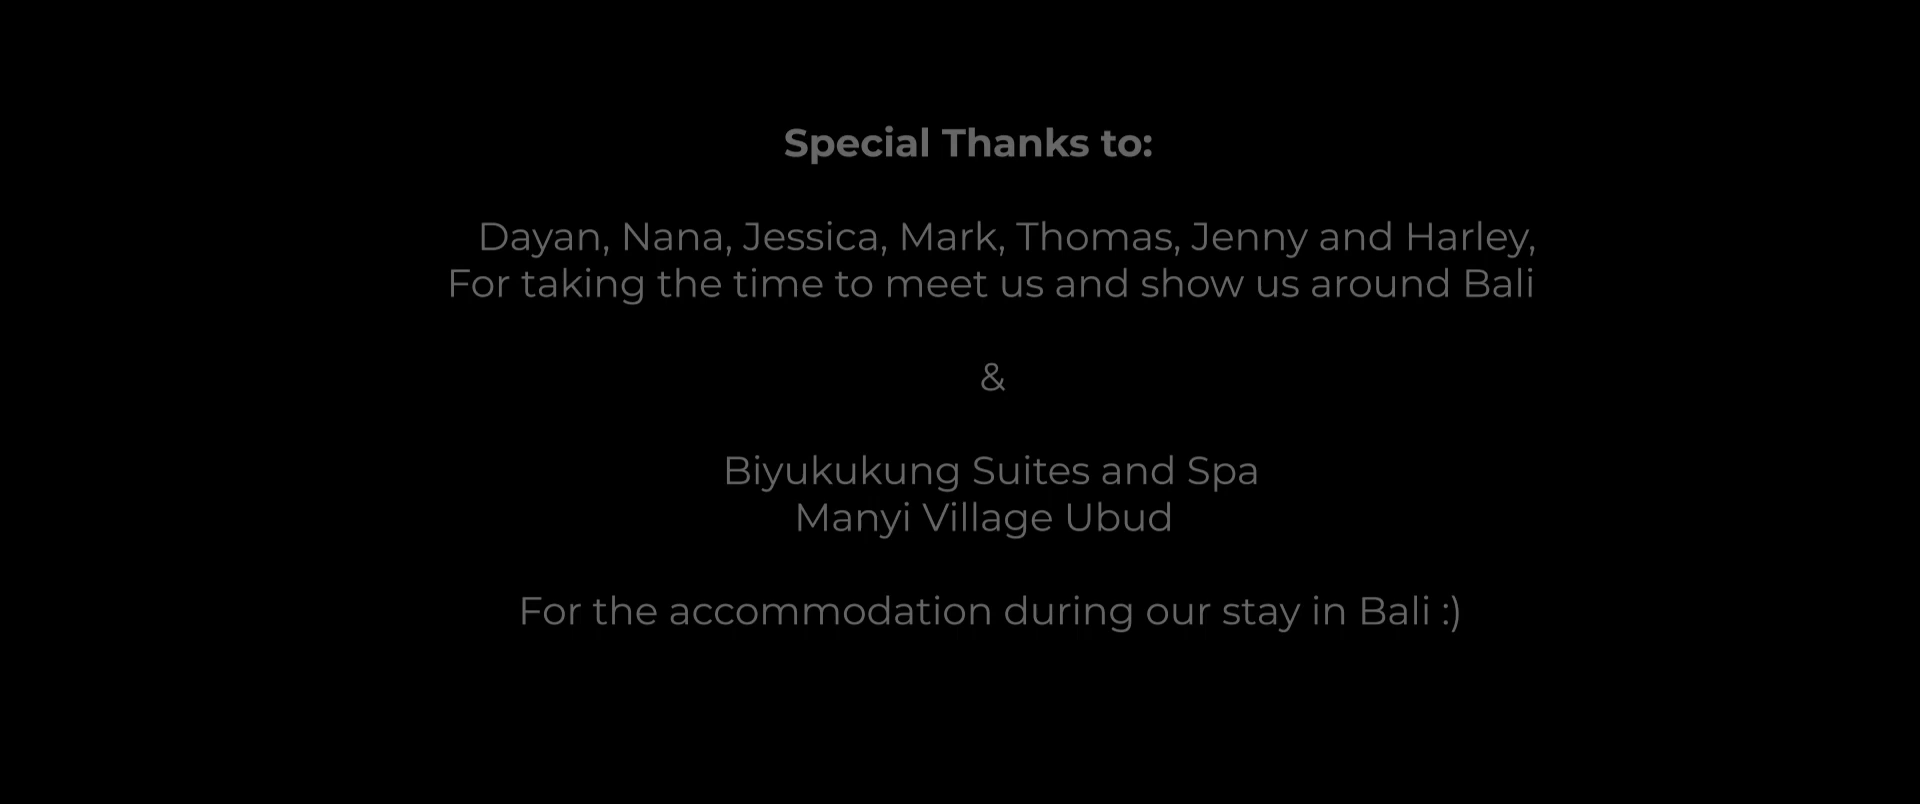 Special Thanks to:
Dayan, Nana, Jessica, Mark, Thomas, Jenny and Harley,
For taking the time to meet us and show us around Bali
&
Biyukukung Suites and Spa
Manyi Village Ubud
For the accommodation during our stay in Bali :)